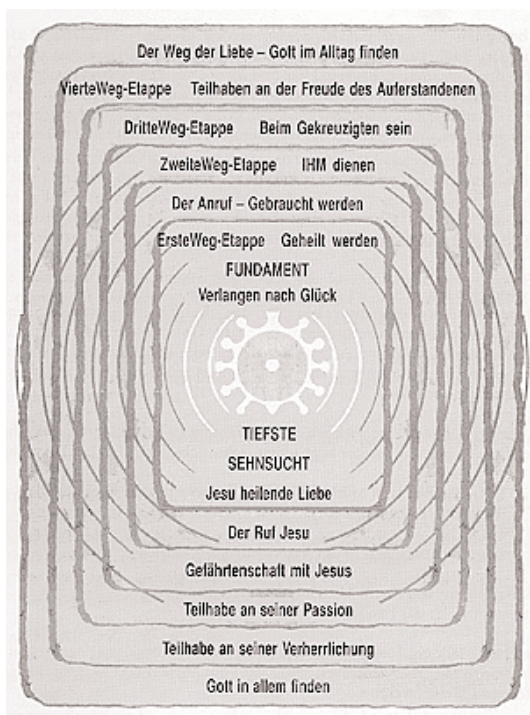 Der Weg der Liebe – Gott im Alltag finden
VierteWeg-Etappe Teilhaben an der Freude des Auferstandenen
DritteWeg-Etappe Beim Gekreuzigten sein
ZweiteWeg-Etappe IHM dienen
Der Anruf – Gebraucht werden
ErsteWeg-Etappe Geheilt werden
FUNDAMENT
Verlangen nach Glück
TIEFSTE
SEHNSUCHT
Jesu heilende Liebe
Der Ruf Jesu
Gefährtenschaft mit Jesus
Teilhabe an seiner Passion
Teilhabe an seiner Verherrlichung
Gott in allem finden